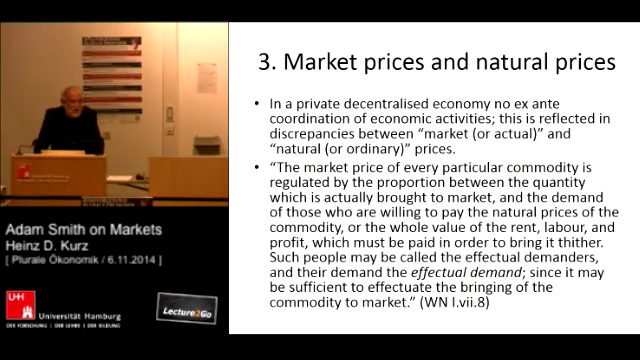 3. Market prices and natural prices
• In a private decentralised economy no ex ante
coordination of economic activities; this is reflected in
discrepancies between “market (or actual)” and
“natural (or ordinary)” prices.
• “The market price of every particular commodity is
regulated by the proportion between the quantity
which is actually brought to market, and the demand
of those who are willing to pay the natural prices of the
commodity, or the whole value of the rent, labour, and
profit, which must be paid in order to bring it thither.
Such people may be called the effectual demanders,
and their demand the effectual demand; since it may
be sufficient to effectuate the bringing of the
commodity to market.” (WN I.vii.8)
Adam Smith on Markets
Heinz D. Kurz
[ Plurale Ökonomik / 6.11.2014 ]
UH
Universität Hamburg
DER FORSCHUNG | DER LEHRE | DER BILDUNG
Lecture2Go